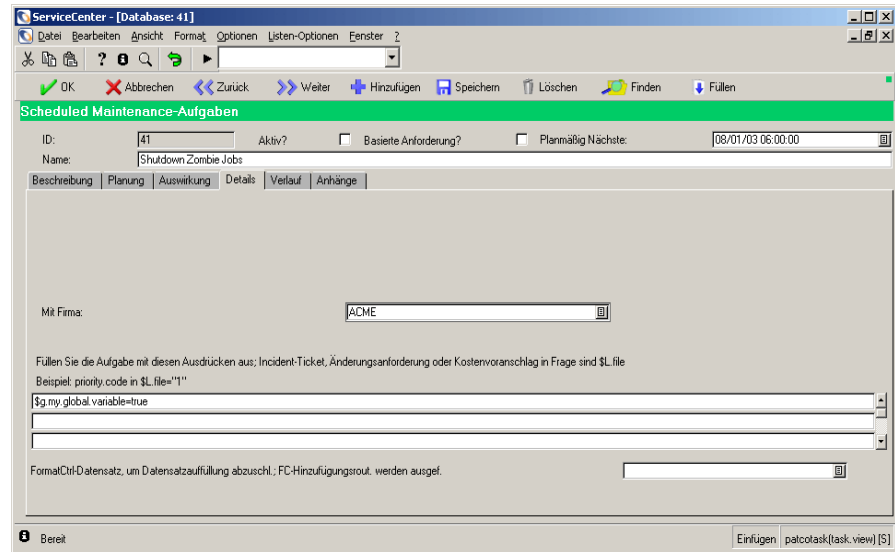 ServiceCenter - [Database: 41]
Datei Bearbeiten Ansicht Format Optionen Listen-Optionen Fenster ?
OK Abbrechen Zurück Weiter Hinzufügen Speichern Löschen Finden Füllen
Scheduled Maintenance-Aufgaben
ID: 41 Aktiv? Basierte Anforderung? Planmäßig Nächste: 08/01/03 06:00:00
Name: Shutdown Zombie Jobs
Beschreibung Planung Auswirkung Details Verlauf Anhänge
Mit Firma: ACME
Füllen Sie die Aufgabe mit diesen Ausdrücken aus; Incident-Ticket, Änderungsanforderung oder Kostenvoranschlag in Frage sind $L.file
Beispiel: priority.code in $L.file="1"
$g.my.global.variable=true
FormatCtrl-Datensatz, um Datensatzauffüllung abzuschl.; FC-Hinzufügungsrout. werden ausgef.
Bereit Einfügen patcotask(task.view) [S]